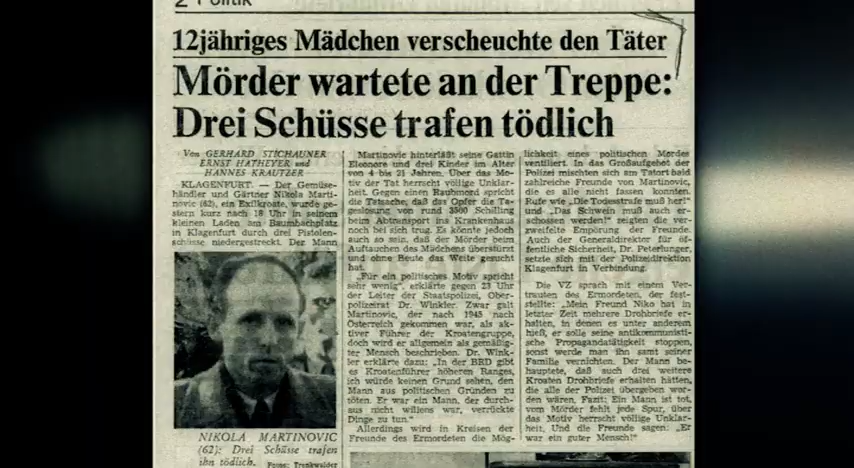 2 Politik
12jähriges Mädchen verscheuchte den Täter
Mörder wartete an der Treppe:
Drei Schüsse trafen tödlich
Von GERHARD STICHAUNER
ERNST HATHEYER und
HANNES KRAUTZER
KLAGENFURT. — Der Gemüse-
händler und Gärtner Nikola Marti-
novic (62), ein Exilkroate, wurde ge-
stern kurz nach 18 Uhr in seinem
kleinen Laden am Baumbachplatz
in Klagenfurt durch drei Pistolen-
schüsse niedergestreckt. Der Mann
NIKOLA MARTINOVIC
(62): Drei Schüsse trafen
ihn tödlich.
Martinovic hinterläßt seine Gattin
Eleonore und drei Kinder im Alter
von 4 bis 21 Jahren. Über das Mo-
tiv der Tat herrscht völlige Unklar-
heit. Gegen einen Raubmord spricht
die Tatsache, daß das Opfer die Ta-
geslosung von rund 3500 Schilling
beim Abtransport ins Krankenhaus
noch bei sich trug. Es könnte jedoch
auch so sein, daß der Mörder beim
Auftauchen des Mädchens überstürzt
und ohne Beute das Weite gesucht
hat.
„Für ein politisches Motiv spricht
sehr wenig", erklärte gegen 23 Uhr
der Leiter der Staatspolizei, Ober-
polizeirat Dr. Winkler. Zwar galt
Martinovic, der nach 1945 nach
Österreich gekommen war, als ak-
tiver Führer der Kroatengruppe,
doch wird er allgemein als gemäßig-
ter Mensch beschrieben. Dr. Wink-
ler erklärte dazu: „In der BRD gibt
es Kroatenführer höheren Ranges,
ich würde keinen Grund sehen, den
Mann aus politischen Gründen zu
töten. Er war ein Mann, der durch-
aus nicht willens war, verrückte
Dinge zu tun."
Allerdings wird in Kreisen der
Freunde des Ermordeten die Mög-
lichkeit eines politischen Mordes
ventiliert. In das Großaufgebot der
Polizei mischten sich am Tatort bald
zahlreiche Freunde von Martinovic,
die es alle nicht fassen konnten.
Rufe wie „Die Todesstrafe muß her!"
und „Das Schwein muß auch er-
schossen werden!" zeigten die ver-
zweifelte Empörung der Freunde.
Auch der Generaldirektor für öf-
fentliche Sicherheit, Dr. Peterlunger,
setzte sich mit der Polizeidirektion
Klagenfurt in Verbindung.
Die VZ sprach mit einem Ver-
trauten des Ermordeten, der fest-
stellte: „Mein Freund Niko hat in
letzter Zeit mehrere Drohbriefe er-
halten, in denen es unter anderem
hieß, er solle seine antikommunisti-
sche Propagandatätigkeit stoppen,
sonst werde man ihn samt seiner
Familie vernichten. Der Mann be-
hauptete, daß auch drei weitere
Kroaten Drohbriefe erhalten hätten,
die alle der Polizei übergeben wor-
den wären. Fazit: Ein Mann ist tot,
vom Mörder fehlt jede Spur, über
das Motiv herrscht völlige Unklar-
heit. Und die Freunde sagen: „Er
war ein guter Mensch!"